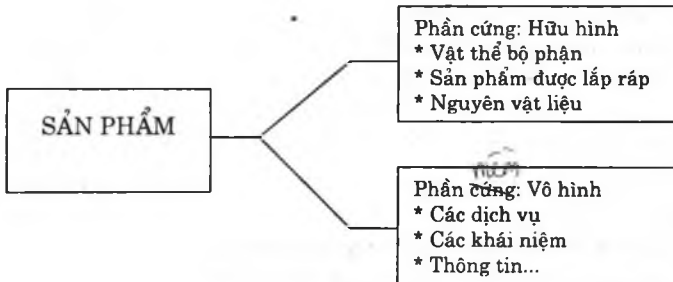 Phần cứng: Hữu hình
* Vật thể bộ phận
* Sản phẩm được lắp ráp
* Nguyên vật liệu
SẢN PHẨM
mềm
Phần cứng: Vô hình
* Các dịch vụ
* Các khái niệm
* Thông tin...